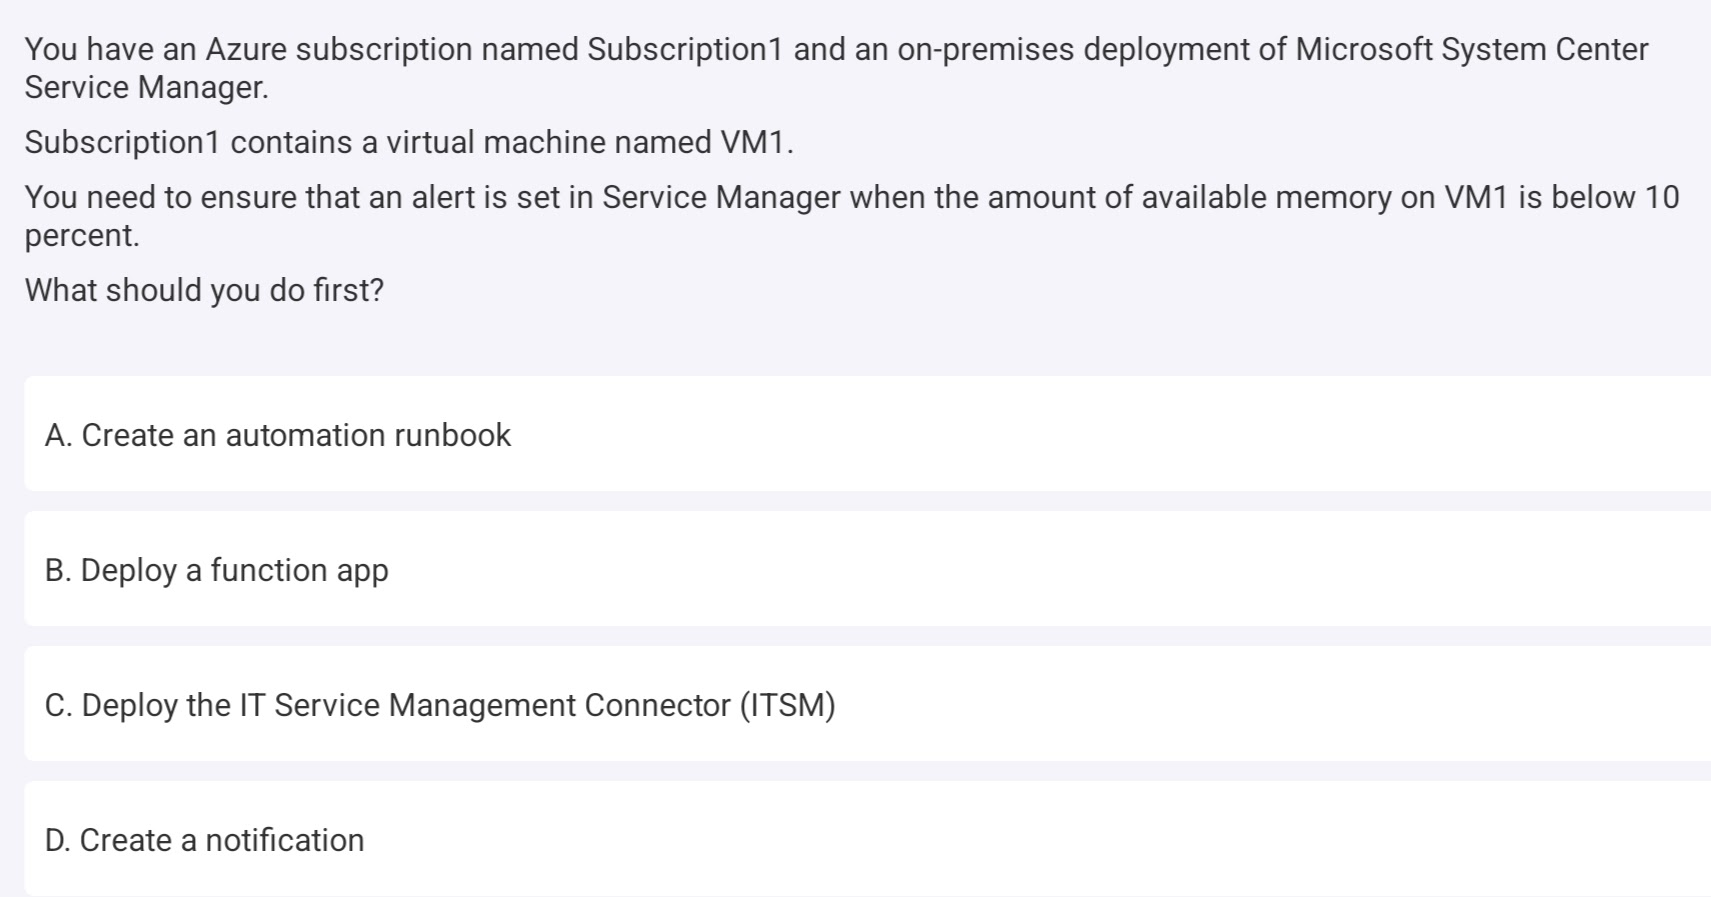 You have an Azure subscription named Subscription1 and an on-premises deployment of Microsoft System Center
Service Manager.
Subscription1 contains a virtual machine named VM1.
You need to ensure that an alert is set in Service Manager when the amount of available memory on VM1 is below 10
percent.
What should you do first?
A. Create an automation runbook
B. Deploy a function app
C. Deploy the IT Service Management Connector (ITSM)
D. Create a notification